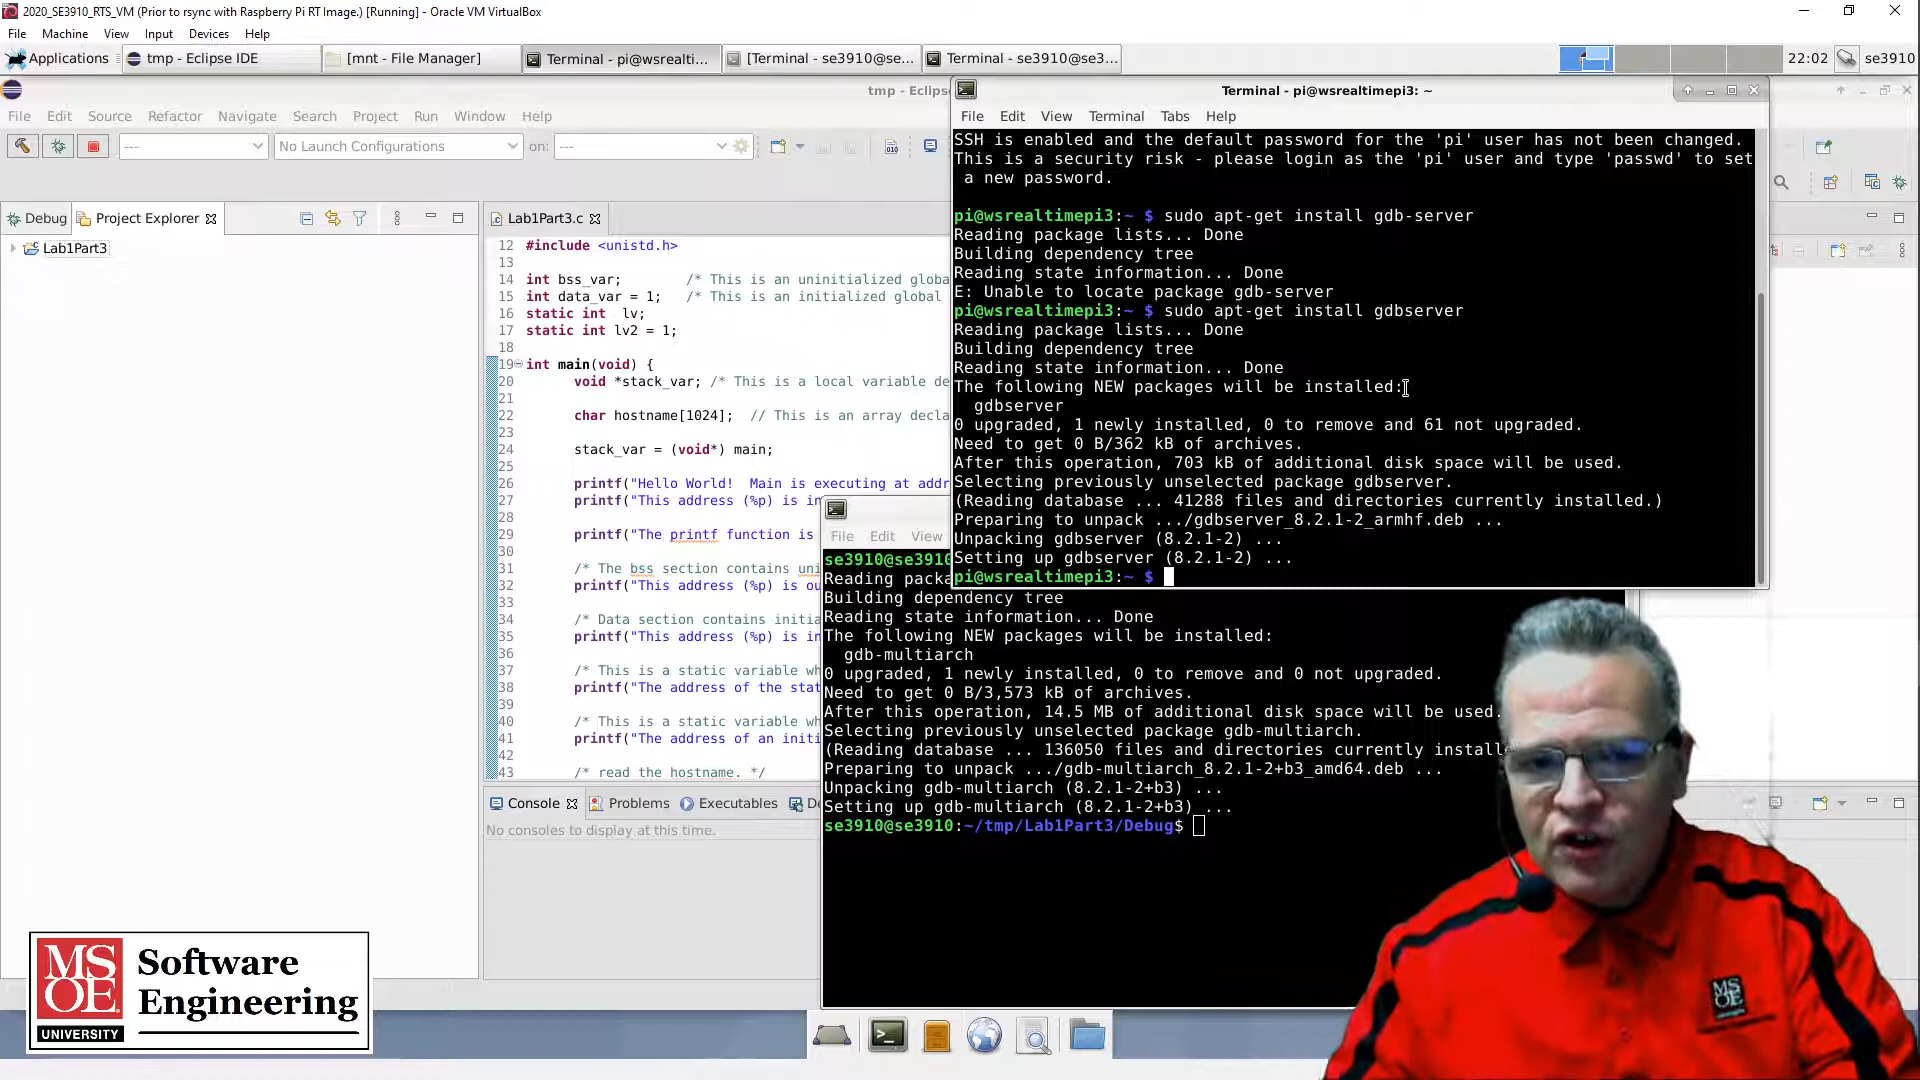 2020_SE3910_RTS_VM (Prior to rsync with Raspberry Pi RT Image.) [Running] - Oracle VM VirtualBox
File Machine View Input Devices Help
Applications tmp - Eclipse IDE [mnt - File Manager] Terminal - pi@wsrealti... [Terminal - se3910@se... Terminal - se3910@se3... 22:02 se3910
tmp - Eclips
File Edit Source Refactor Navigate Search Project Run Window Help
--- No Launch Configurations on: ---
Debug Project Explorer
Lab1Part3
Lab1Part3.c
12 #include <unistd.h>
13
14 int bss_var; /* This is an uninitialized globa
15 int data_var = 1; /* This is an initialized global
16 static int lv;
17 static int lv2 = 1;
18
19 int main(void) {
20 void *stack_var; /* This is a local variable de
21
22 char hostname[1024]; // This is an array decla
23
24 stack_var = (void*) main;
25
26 printf("Hello World! Main is executing at addr
27 printf("This address (%p) is in
28
29 printf("The printf function is
30
31 /* The bss section contains uni
32 printf("This address (%p) is ou
33
34 /* Data section contains initia
35 printf("This address (%p) is in
36
37 /* This is a static variable wh
38 printf("The address of the stat
39
40 /* This is a static variable wh
41 printf("The address of an initi
42
43 /* read the hostname. */
Console Problems Executables De
No consoles to display at this time.
Terminal - pi@wsrealtimepi3: ~
File Edit View Terminal Tabs Help
SSH is enabled and the default password for the 'pi' user has not been changed.
This is a security risk - please login as the 'pi' user and type 'passwd' to set
a new password.
pi@wsrealtimepi3:~ $ sudo apt-get install gdb-server
Reading package lists... Done
Building dependency tree
Reading state information... Done
E: Unable to locate package gdb-server
pi@wsrealtimepi3:~ $ sudo apt-get install gdbserver
Reading package lists... Done
Building dependency tree
Reading state information... Done
The following NEW packages will be installed:
gdbserver
0 upgraded, 1 newly installed, 0 to remove and 61 not upgraded.
Need to get 0 B/362 kB of archives.
After this operation, 703 kB of additional disk space will be used.
Selecting previously unselected package gdbserver.
(Reading database ... 41288 files and directories currently installed.)
Preparing to unpack .../gdbserver_8.2.1-2_armhf.deb ...
Unpacking gdbserver (8.2.1-2) ...
Setting up gdbserver (8.2.1-2) ...
pi@wsrealtimepi3:~ $
File Edit View
se3910@se3910
Reading packa
Building dependency tree
Reading state information... Done
The following NEW packages will be installed:
gdb-multiarch
0 upgraded, 1 newly installed, 0 to remove and 0 not upgraded.
Need to get 0 B/3,573 kB of archives.
After this operation, 14.5 MB of additional disk space will be used.
Selecting previously unselected package gdb-multiarch.
(Reading database ... 136050 files and directories currently installe
Preparing to unpack .../gdb-multiarch_8.2.1-2+b3_amd64.deb ...
Unpacking gdb-multiarch (8.2.1-2+b3) ...
Setting up gdb-multiarch (8.2.1-2+b3) ...
se3910@se3910:~/tmp/Lab1Part3/Debug$
MS
OE
UNIVERSITY
Software
Engineering
MS
OE